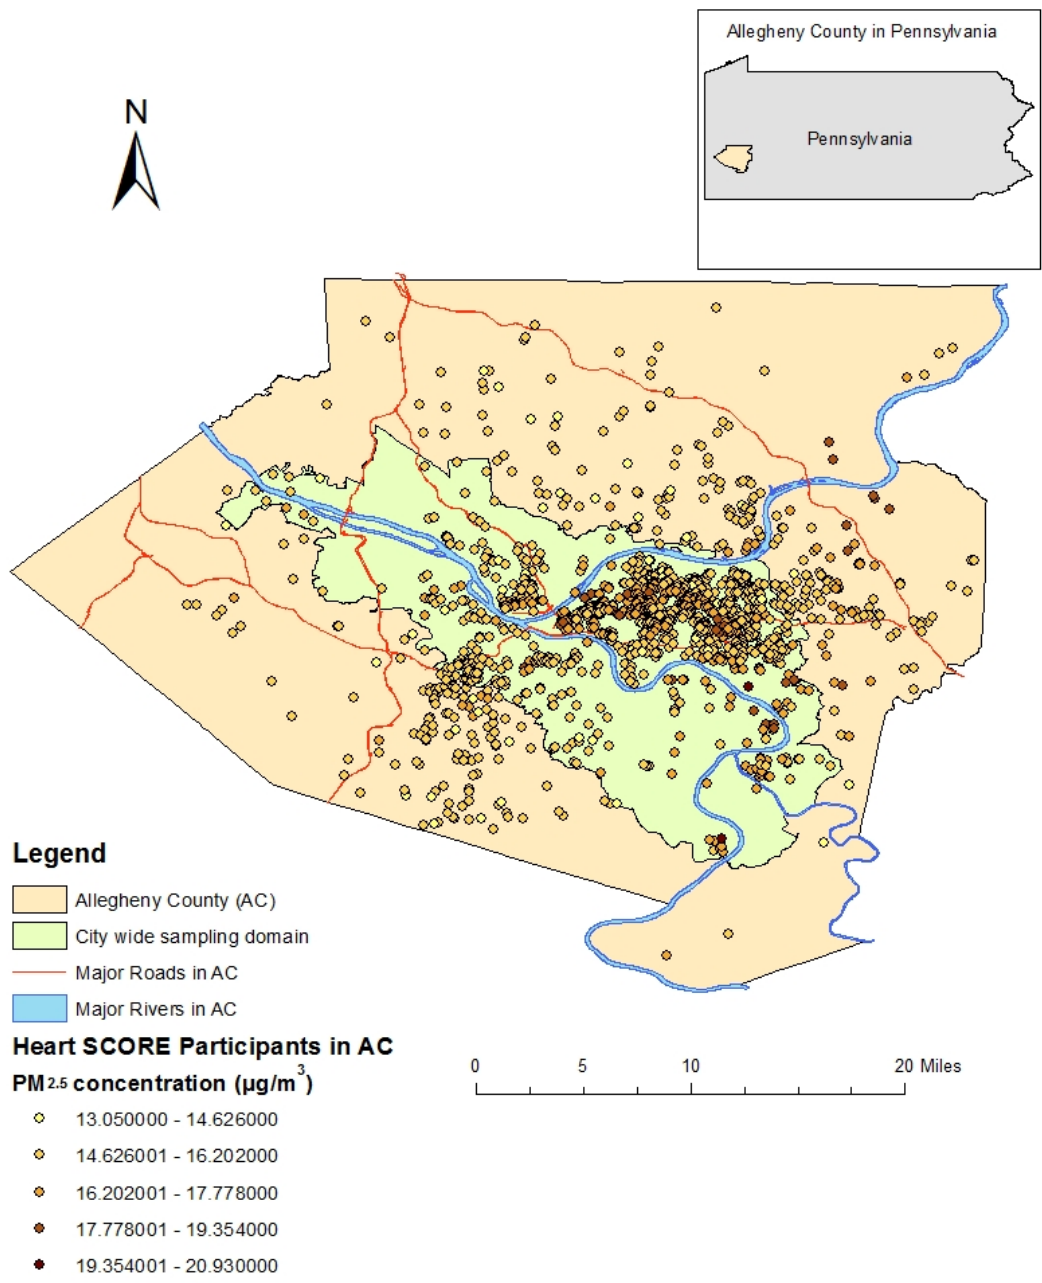 Allegheny County in Pennsylvania
Pennsylvania
N
Legend
Allegheny County (AC)
City wide sampling domain
Major Roads in AC
Major Rivers in AC
Heart SCORE Participants in AC
PM2.5 concentration (µg/m3)
13.050000 - 14.626000
14.626001 - 16.202000
16.202001 - 17.778000
17.778001 - 19.354000
19.354001 - 20.930000
0 5 10 20 Miles